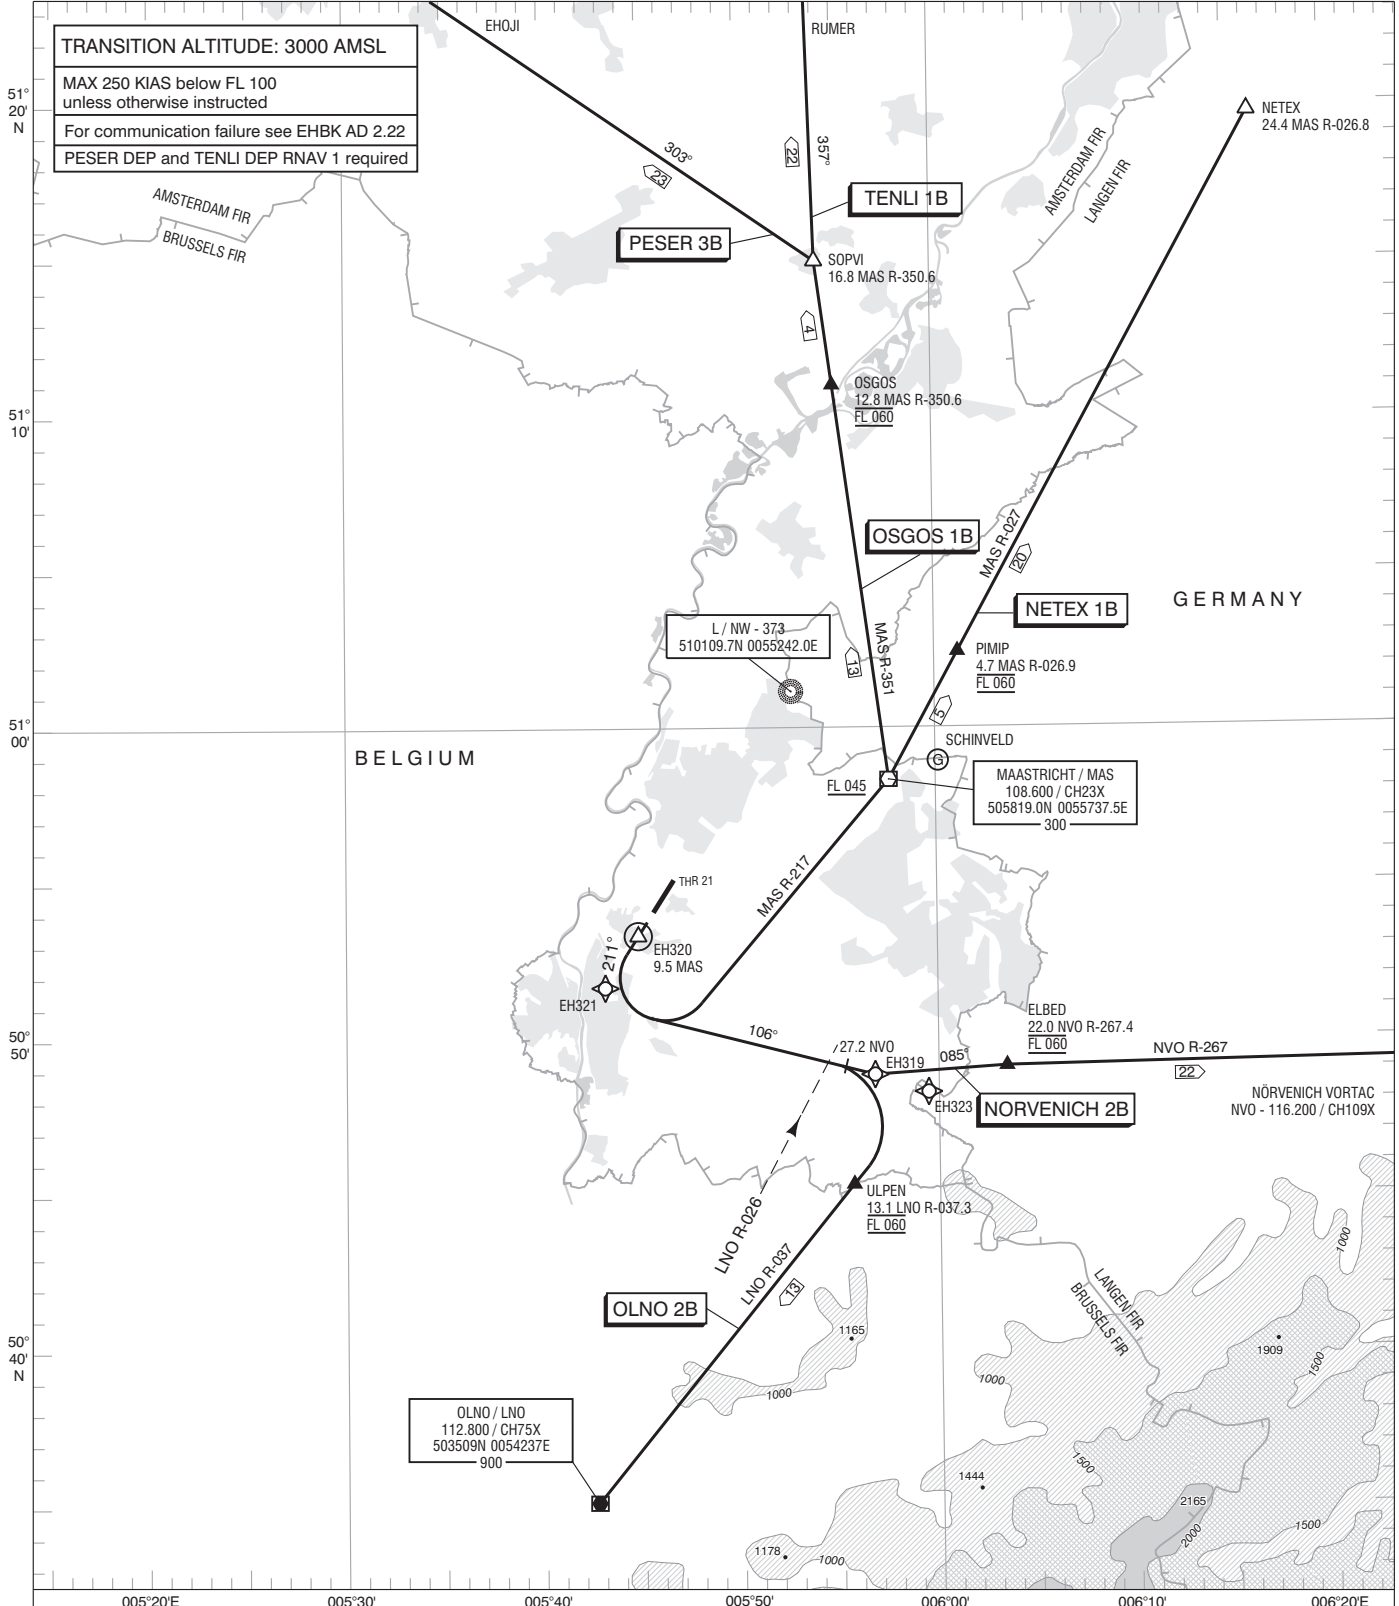 EHOJI
RUMER
TRANSITION ALTITUDE: 3000 AMSL
MAX 250 KIAS below FL 100
unless otherwise instructed
For communication failure see EHBK AD 2.22
PESER DEP and TENLI DEP RNAV 1 required
51°
20'
N
NETEX
24.4 MAS R-026.8
303°
23
22
357°
AMSTERDAM FIR
LANGEN FIR
AMSTERDAM FIR
BRUSSELS FIR
TENLI 1B
PESER 3B
SOPVI
16.8 MAS R-350.6
4
OSGOS
12.8 MAS R-350.6
FL 060
51°
10'
OSGOS 1B
MAS R-027
20
GERMANY
NETEX 1B
L / NW - 373
510109.7N 0055242.0E
MAS R-351
13
PIMIP
4.7 MAS R-026.9
FL 060
5
51°
00'
SCHINVELD
G
BELGIUM
FL 045
MAASTRICHT / MAS
108.600 / CH23X
505819.0N 0055737.5E
300
MAS R-217
THR 21
EH320
9.5 MAS
211°
EH321
50°
50'
106°
27.2 NVO
EH319
085°
ELBED
22.0 NVO R-267.4
FL 060
NVO R-267
22
EH323
NORVENICH 2B
NÖRVENICH VORTAC
NVO - 116.200 / CH109X
ULPEN
13.1 LNO R-037.3
FL 060
LNO R-026
LNO R-037
13
OLNO 2B
1000
LANGEN FIR
BRUSSELS FIR
1165
1909
1500
50°
40'
N
1000
1000
OLNO / LNO
112.800 / CH75X
503509N 0054237E
900
1500
1444
2165
1500
2000
1178
1000
005°20'E
005°30'
005°40'
005°50'
006°00'
006°10'
006°20'E